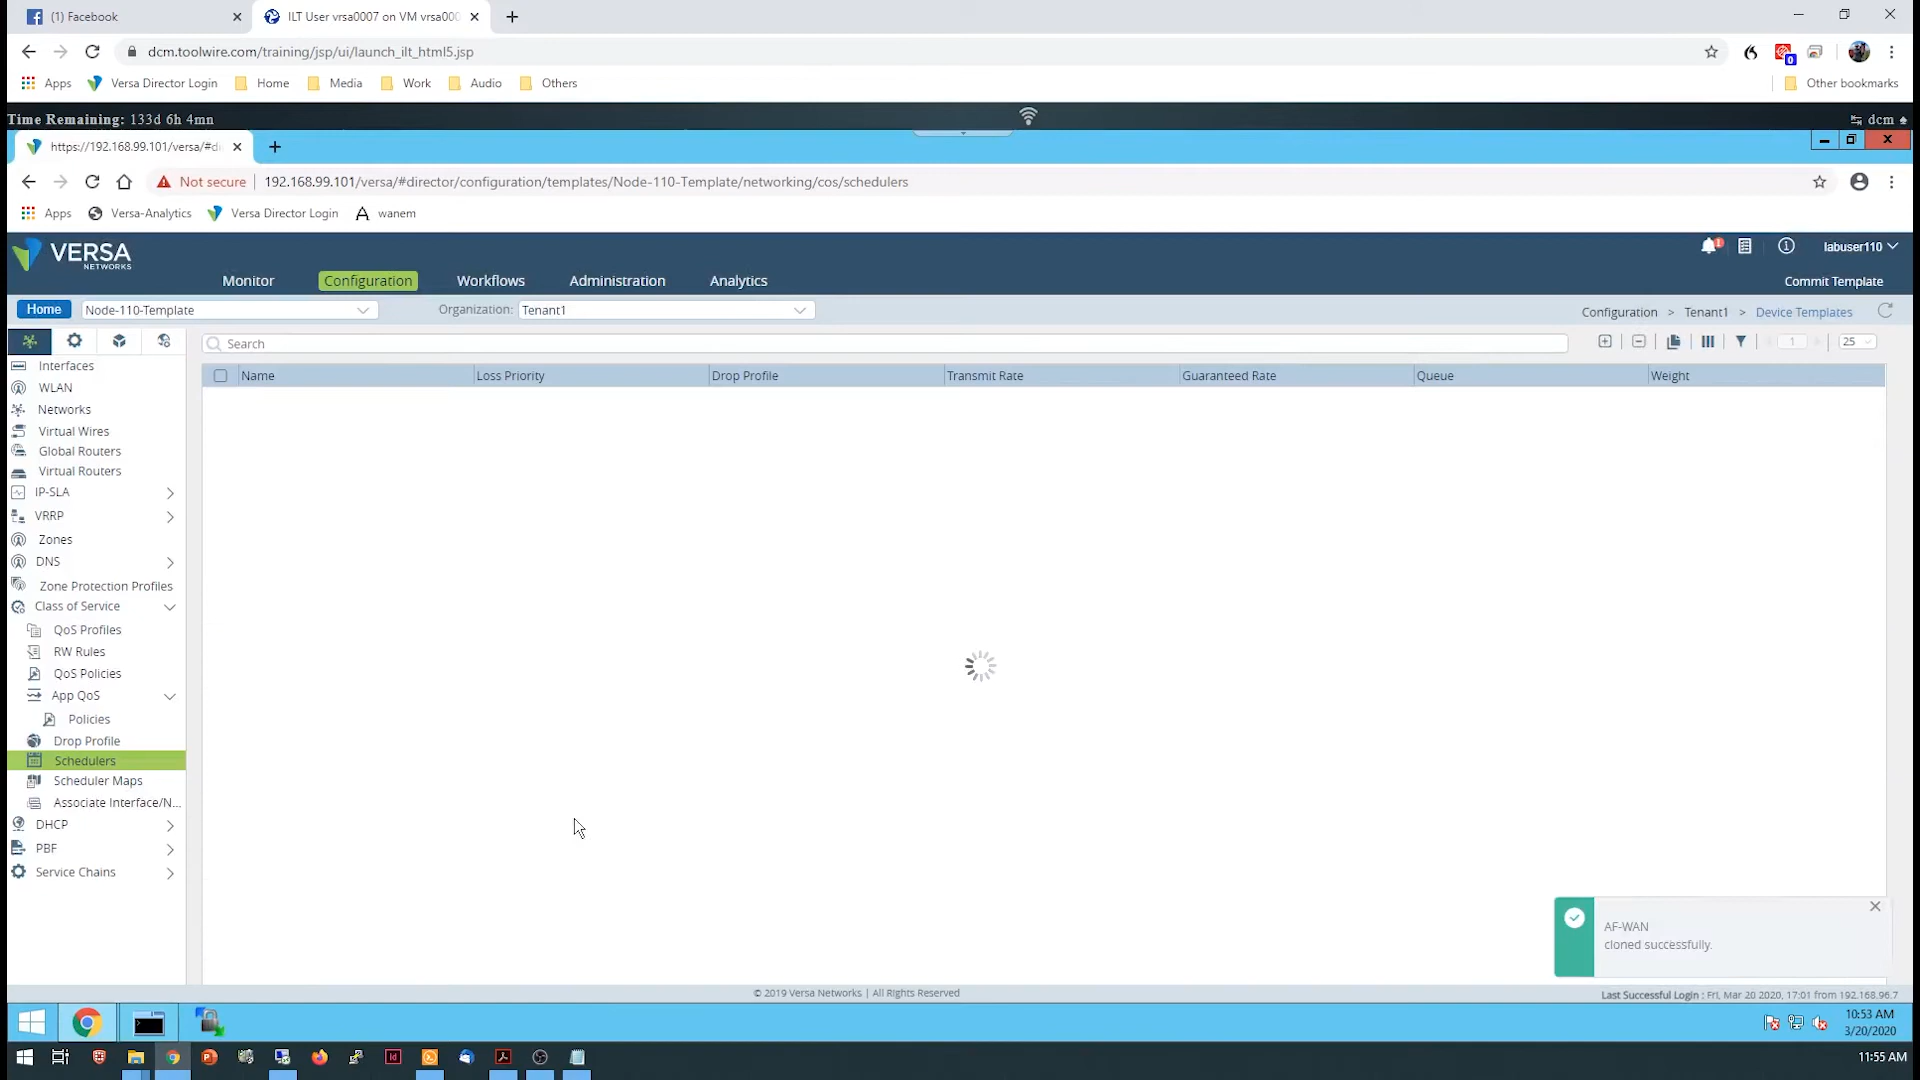 (1) Facebook
ILT User vrsa0007 on VM vrsa000
dcm.toolwire.com/training/jsp/ui/launch_ilt_html5.jsp
0
Apps Versa Director Login Home Media Work Audio Others Other bookmarks
Time Remaining: 133d 6h 4mn
dcm
https://192.168.99.101/versa/#di
Not secure 192.168.99.101/versa/#director/configuration/templates/Node-110-Template/networking/cos/schedulers
Apps Versa-Analytics Versa Director Login wanem
VERSA
NETWORKS
1
labuser110
Monitor Configuration Workflows Administration Analytics Commit Template
Home Node-110-Template Organization: Tenant1 Configuration > Tenant1 > Device Templates
Search 1 25
Name Loss Priority Drop Profile Transmit Rate Guaranteed Rate Queue Weight
Interfaces
WLAN
Networks
Virtual Wires
Global Routers
Virtual Routers
IP-SLA
VRRP
Zones
DNS
Zone Protection Profiles
Class of Service
QoS Profiles
RW Rules
QoS Policies
App QoS
Policies
Drop Profile
Schedulers
Scheduler Maps
Associate Interface/N...
DHCP
PBF
Service Chains
AF-WAN
cloned successfully.
© 2019 Versa Networks | All Rights Reserved
Last Successful Login : Fri, Mar 20 2020, 17:01 from 192.168.96.7
10:53 AM
3/20/2020
11:55 AM